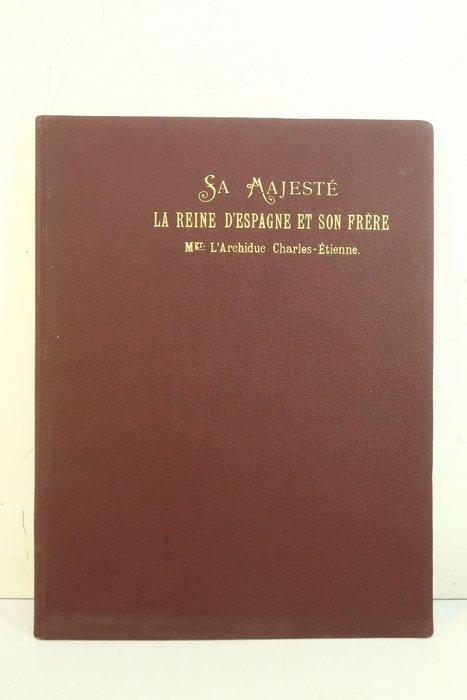 SA MAJESTÉ
LA REINE D'ESPAGNE ET SON FRÈRE
Mgr. L'Archiduc Charles-Étienne.